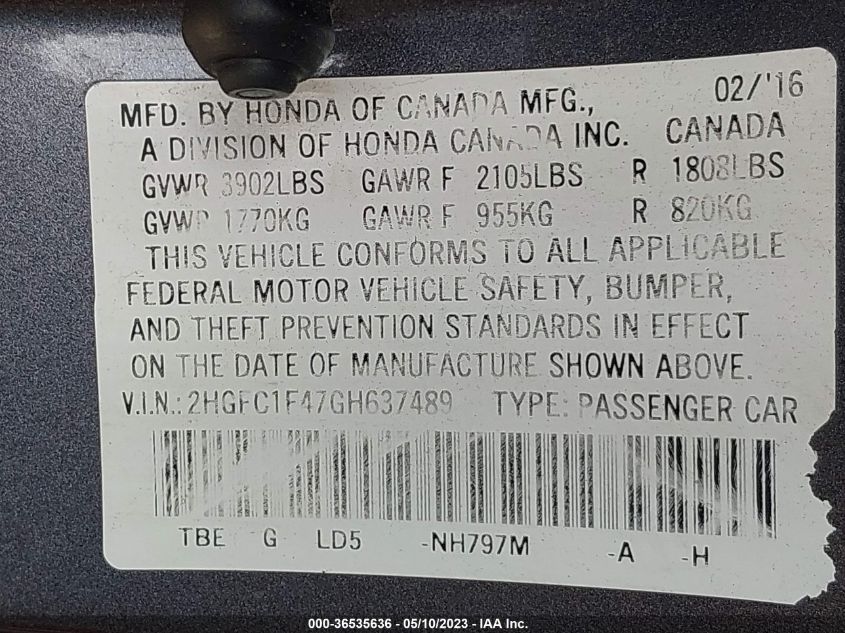 02/'16
MFD. BY HONDA OF CANADA MFG.,
A DIVISION OF HONDA CANADA INC. CANADA
GVWR 3902LBS GAWR F 2105LBS R 1808LBS
GVWR 1770KG GAWR F 955KG R 820KG
THIS VEHICLE CONFORMS TO ALL APPLICABLE
FEDERAL MOTOR VEHICLE SAFETY, BUMPER,
AND THEFT PREVENTION STANDARDS IN EFFECT
ON THE DATE OF MANUFACTURE SHOWN ABOVE.
V.I.N.: 2HGFC1F47GH637489 TYPE: PASSENGER CAR
TBE G LD5 -NH797M -A -H
000-36535636 - 05/10/2023 - IAA Inc.